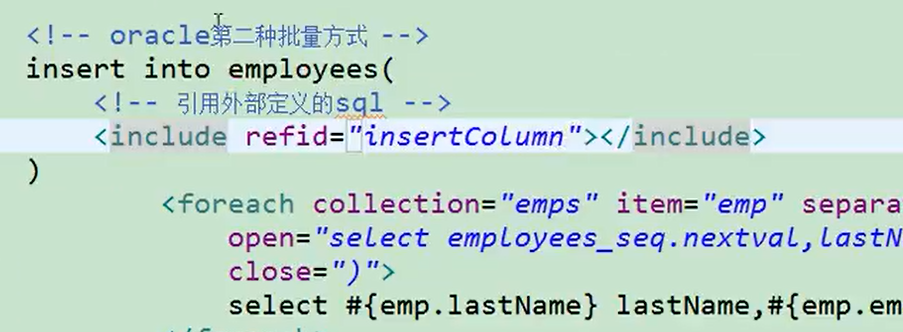 <!-- oracle第二种批量方式 -->
insert into employees(
<!-- 引用外部定义的sql -->
<include refid="insertColumn"></include>
)
<foreach collection="emps" item="emp" separa
open="select employees_seq.nextval,lastN
close=")">
select #{emp.lastName} lastName,#{emp.em